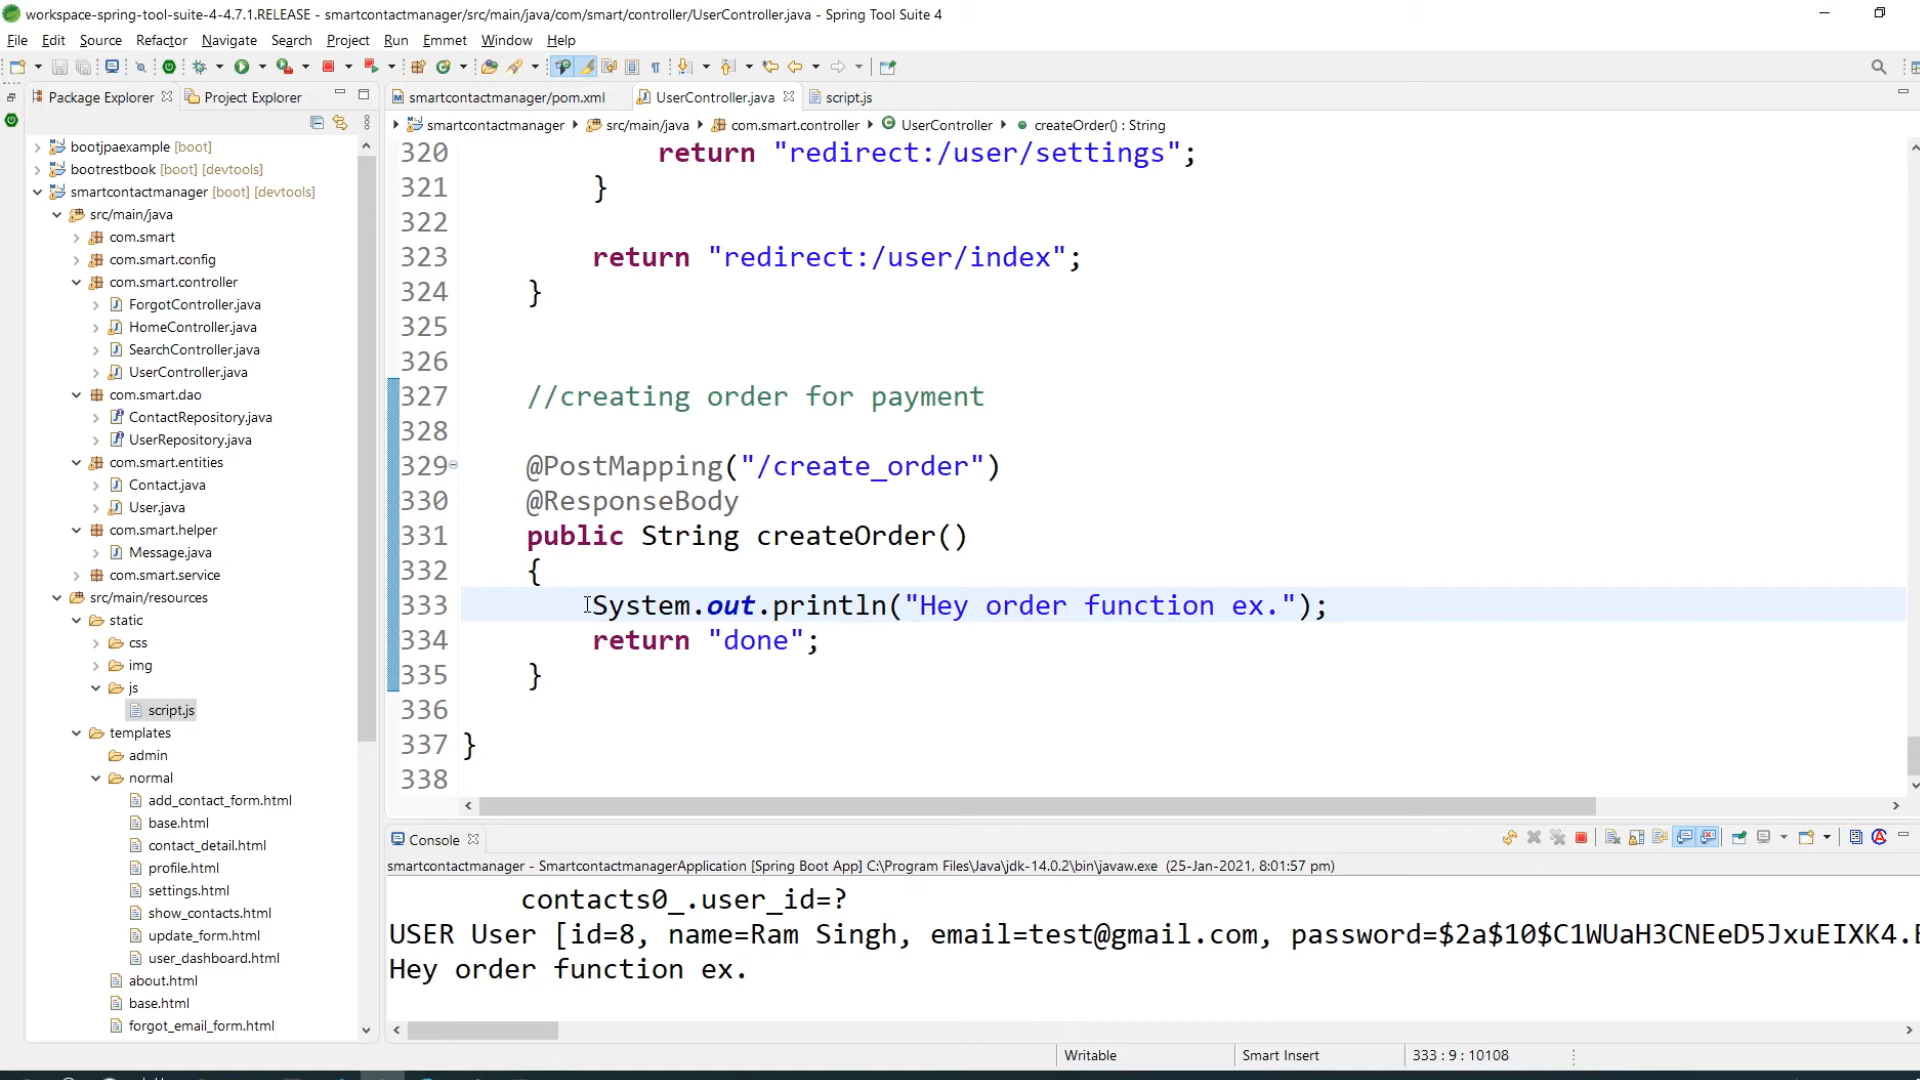 workspace-spring-tool-suite-4-4.7.1.RELEASE - smartcontactmanager/src/main/java/com/smart/controller/UserController.java - Spring Tool Suite 4
File Edit Source Refactor Navigate Search Project Run Emmet Window Help
Package Explorer Project Explorer
bootjpaexample [boot]
bootrestbook [boot] [devtools]
smartcontactmanager [boot] [devtools]
src/main/java
com.smart
com.smart.config
com.smart.controller
ForgotController.java
HomeController.java
SearchController.java
UserController.java
com.smart.dao
ContactRepository.java
UserRepository.java
com.smart.entities
Contact.java
User.java
com.smart.helper
Message.java
com.smart.service
src/main/resources
static
css
img
js
script.js
templates
admin
normal
add_contact_form.html
base.html
contact_detail.html
profile.html
settings.html
show_contacts.html
update_form.html
user_dashboard.html
about.html
base.html
forgot_email_form.html
smartcontactmanager/pom.xml UserController.java script.js
smartcontactmanager src/main/java com.smart.controller UserController createOrder() : String
320 return "redirect:/user/settings";
321 }
322
323 return "redirect:/user/index";
324 }
325
326
327 //creating order for payment
328
329 @PostMapping("/create_order")
330 @ResponseBody
331 public String createOrder()
332 {
333 System.out.println("Hey order function ex.");
334 return "done";
335 }
336
337 }
338
Console
smartcontactmanager - SmartcontactmanagerApplication [Spring Boot App] C:\Program Files\Java\jdk-14.0.2\bin\javaw.exe (25-Jan-2021, 8:01:57 pm)
contacts0_.user_id=?
USER User [id=8, name=Ram Singh, email=test@gmail.com, password=$2a$10$C1WUaH3CNEeD5JxuEIXK4.E
Hey order function ex.
Writable Smart Insert 333 : 9 : 10108